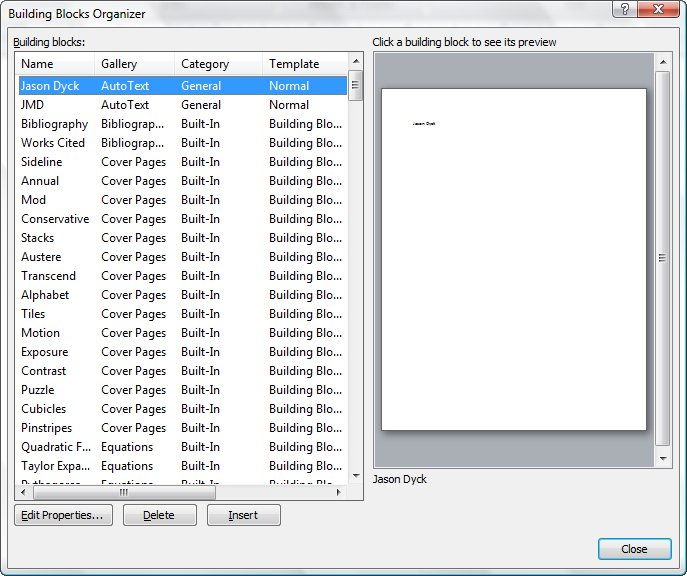 Building Blocks Organizer
Building blocks:
Click a building block to see its preview
Name Gallery Category Template
Jason Dyck AutoText General Normal
JMD AutoText General Normal
Bibliography Bibliograp... Built-In Building Blo...
Works Cited Bibliograp... Built-In Building Blo...
Sideline Cover Pages Built-In Building Blo...
Annual Cover Pages Built-In Building Blo...
Mod Cover Pages Built-In Building Blo...
Conservative Cover Pages Built-In Building Blo...
Stacks Cover Pages Built-In Building Blo...
Austere Cover Pages Built-In Building Blo...
Transcend Cover Pages Built-In Building Blo...
Alphabet Cover Pages Built-In Building Blo...
Tiles Cover Pages Built-In Building Blo...
Motion Cover Pages Built-In Building Blo...
Exposure Cover Pages Built-In Building Blo...
Contrast Cover Pages Built-In Building Blo...
Puzzle Cover Pages Built-In Building Blo...
Cubicles Cover Pages Built-In Building Blo...
Pinstripes Cover Pages Built-In Building Blo...
Quadratic F... Equations Built-In Building Blo...
Taylor Expa... Equations Built-In Building Blo...
Pythagorea... Equations Built-In Building Blo...
Jason Dyck
Jason Dyck
Edit Properties... Delete Insert
Close